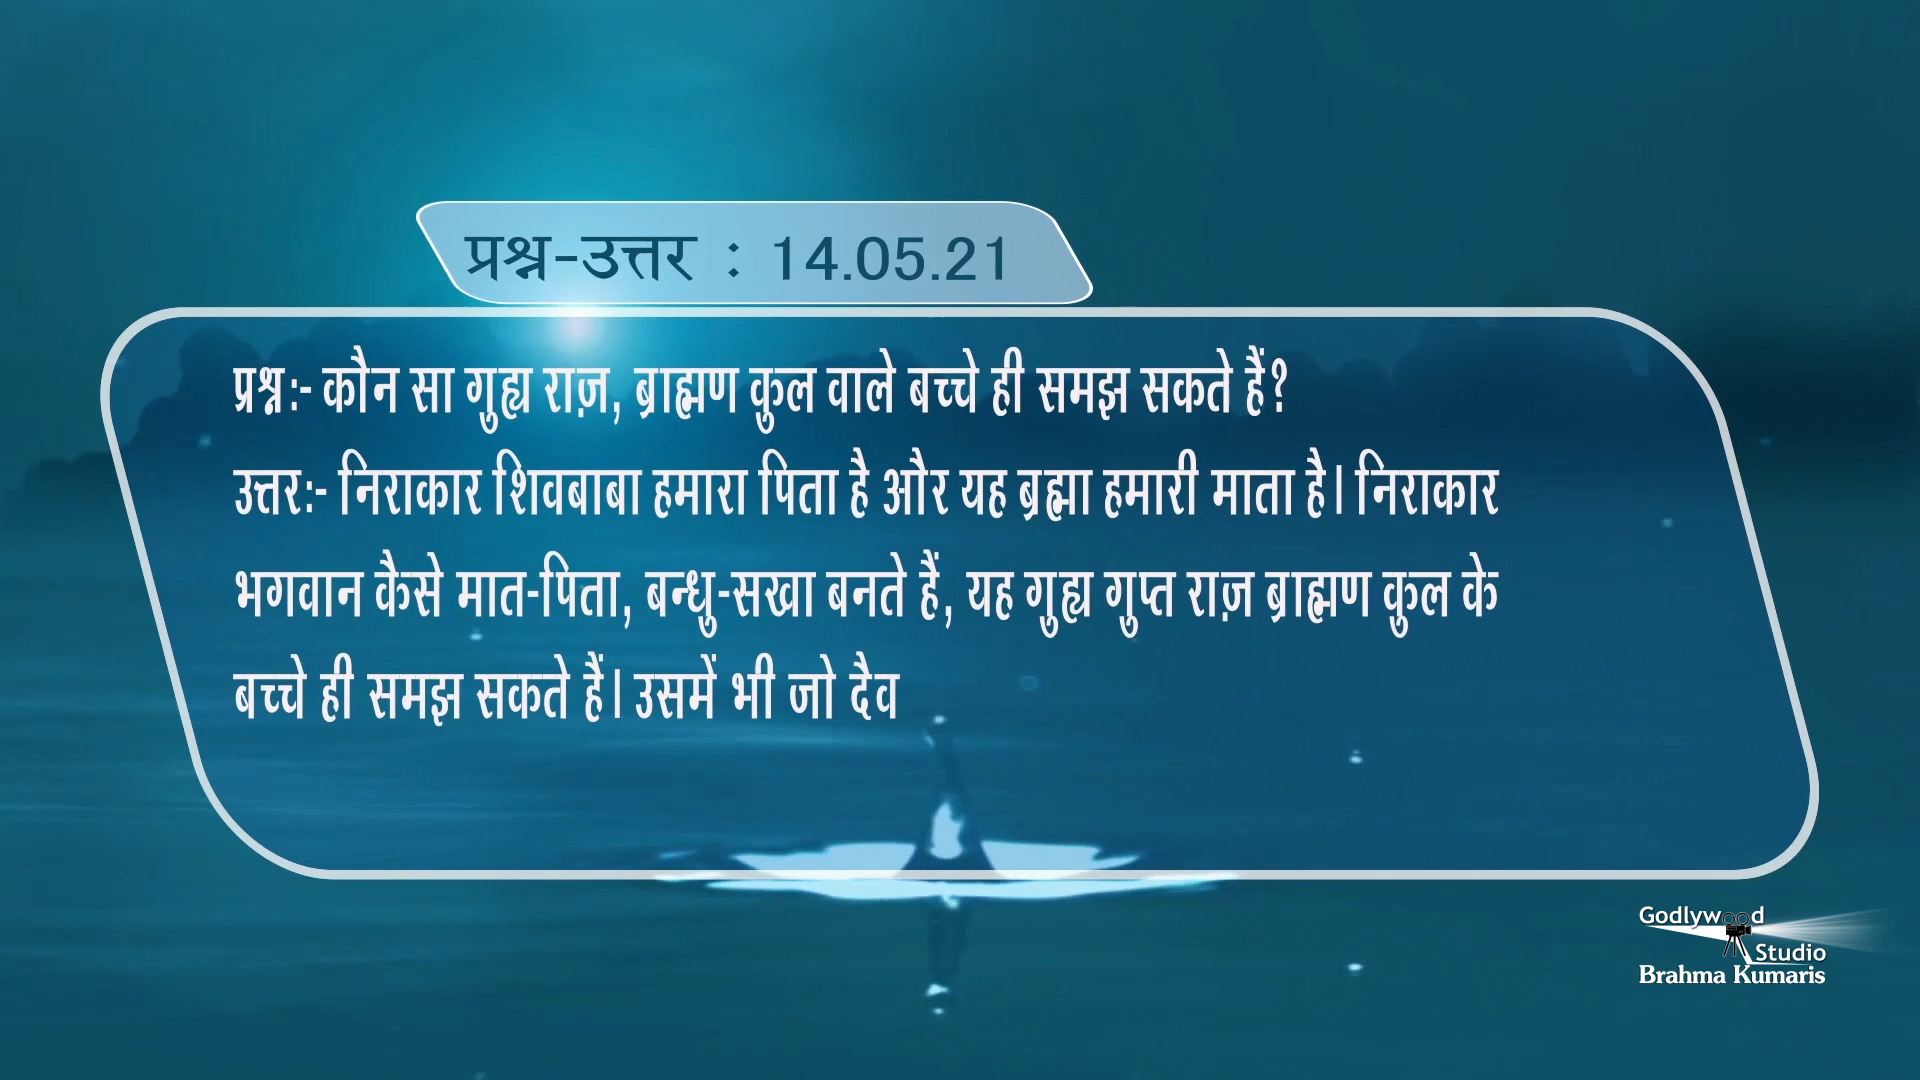 प्रश्न-उत्तर : 14.05.21
प्रश्न:- कौन सा गुह्य राज़, ब्राह्मण कुल वाले बच्चे ही समझ सकते हैं?
उत्तर:- निराकार शिवबाबा हमारा पिता है और यह ब्रह्मा हमारी माता है। निराकार
भगवान कैसे मात-पिता, बन्धु-सखा बनते हैं, यह गुह्य गुप्त राज़ ब्राह्मण कुल के
बच्चे ही समझ सकते हैं। उसमें भी जो दैव
Godlywood
Studio
Brahma Kumaris